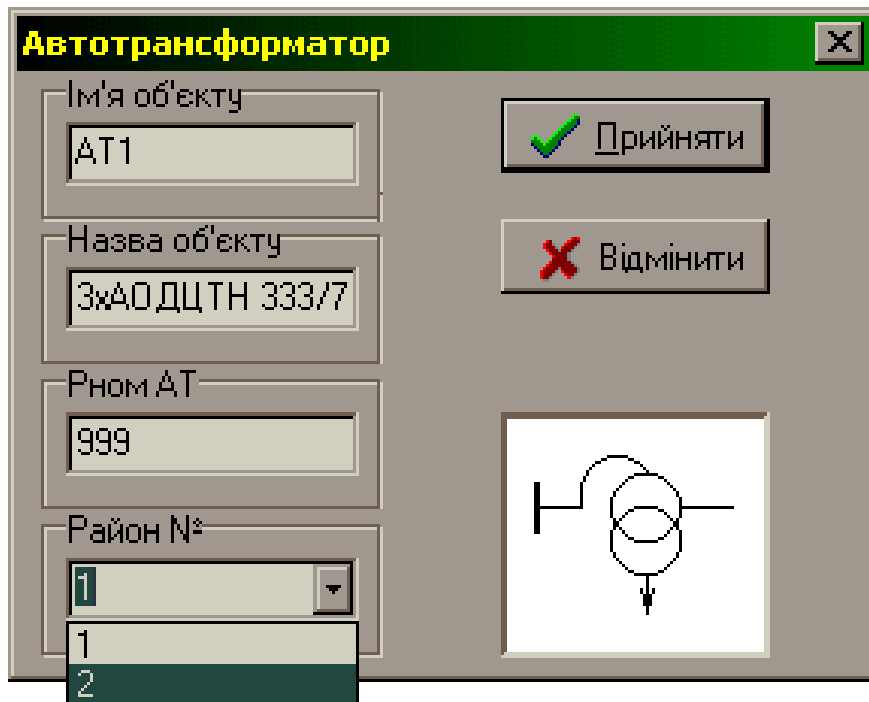 Автотрансформатор
Ім'я об'єкту
АТ1
Прийняти
Назва об'єкту
3хАОДЦТН 333/7
Відмінити
Рном АТ
999
Район №
1
1
2